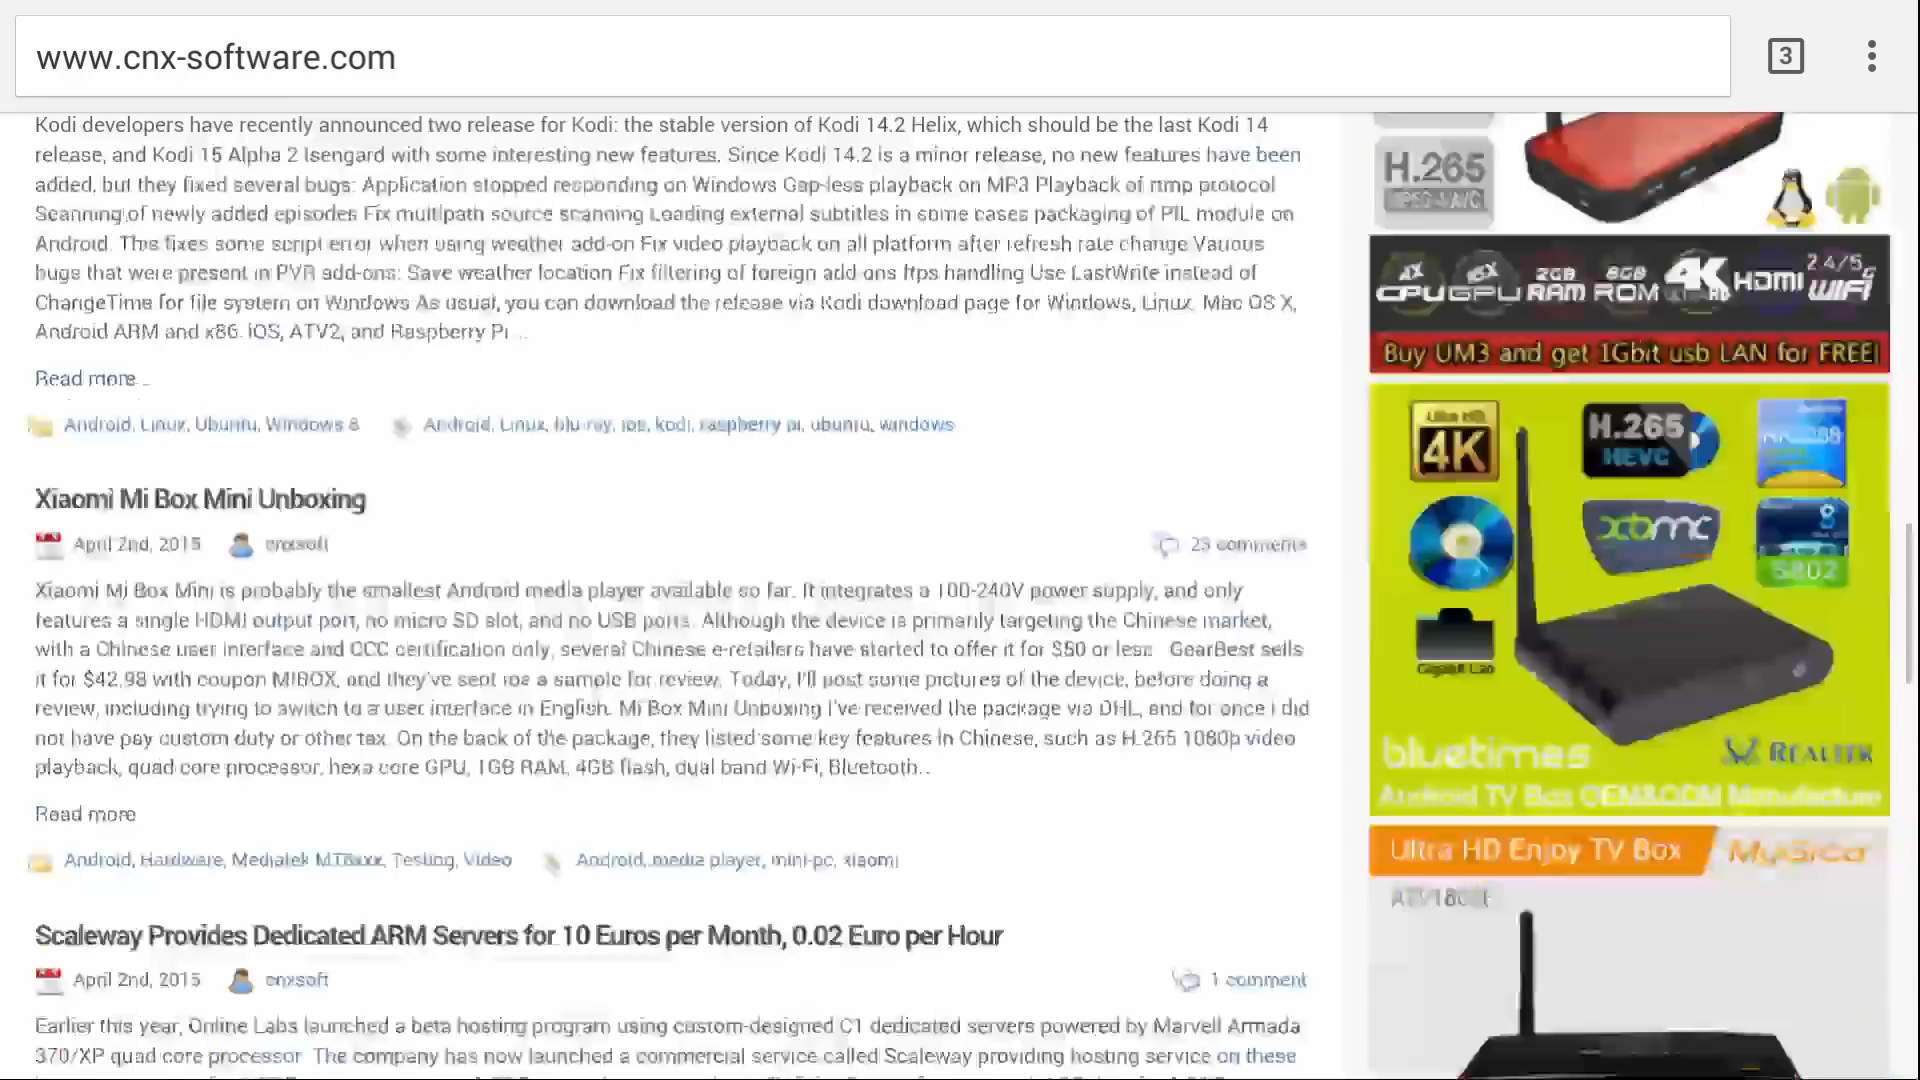 www.cnx-software.com
3
Kodi developers have recently announced two release for Kodi: the stable version of Kodi 14.2 Helix, which should be the last Kodi 14
release, and Kodi 15 Alpha 2 Isengard with some interesting new features. Since Kodi 14.2 is a minor release, no new features have been
added, but they fixed several bugs: Application stopped responding on Windows Gap-less playback on MP3 Playback of rtmp protocol
Scanning of newly added episodes Fix multipath source scanning Loading external subtitles in some cases packaging of PIL module on
Android. This fixes some script error when using weather add-on Fix video playback on all platform after refresh rate change Various
bugs that were present in PVR add-ons: Save weather location Fix filtering of foreign add ons ftps handling Use LastWrite instead of
ChangeTime for file system on Windows As usual, you can download the release via Kodi download page for Windows, Linux, Mac OS X,
Android ARM and x86, iOS, ATV2, and Raspberry Pi...
Read more...
Android, Linux, Ubuntu, Windows 8
Android, Linux, blu-ray, ios, kodi, raspberry pi, ubuntu, windows
Xiaomi Mi Box Mini Unboxing
April 2nd, 2015
cnxsoft
23 comments
Xiaomi Mi Box Mini is probably the smallest Android media player available so far. It integrates a 100-240V power supply, and only
features a single HDMI output port, no micro SD slot, and no USB ports. Although the device is primarily targeting the Chinese market,
with a Chinese user interface and CCC certification only, several Chinese e-retailers have started to offer it for $50 or less. GearBest sells
it for $42.98 with coupon MIBOX, and they've sent me a sample for review. Today, I'll post some pictures of the device, before doing a
review, including trying to switch to a user interface in English. Mi Box Mini Unboxing I've received the package via DHL, and for once I did
not have pay custom duty or other tax. On the back of the package, they listed some key features in Chinese, such as H.265 1080p video
playback, quad core processor, hexa core GPU, 1GB RAM, 4GB flash, dual band Wi-Fi, Bluetooth...
Read more
Android, Hardware, Mediatek MT8xxx, Testing, Video
Android, media player, mini-pc, xiaomi
Scaleway Provides Dedicated ARM Servers for 10 Euros per Month, 0.02 Euro per Hour
April 2nd, 2015
cnxsoft
1 comment
Earlier this year, Online Labs launched a beta hosting program using custom-designed C1 dedicated servers powered by Marvell Armada
370/XP quad core processor. The company has now launched a commercial service called Scaleway providing hosting service on these
H.265
MPEG-4/AVC
4X CPU
16X GPU
2GB RAM
8GB ROM
4K
HDMI
2.4/5G WIFI
Buy UM3 and get 1Gbit usb LAN for FREE!
Ultra HD
4K
H.265
HEVC
xbmc
S802
Gigabit Lan
bluetimes
REALTEK
Android TV Box OEM&ODM Manufacture
Ultra HD Enjoy TV Box
MyGica